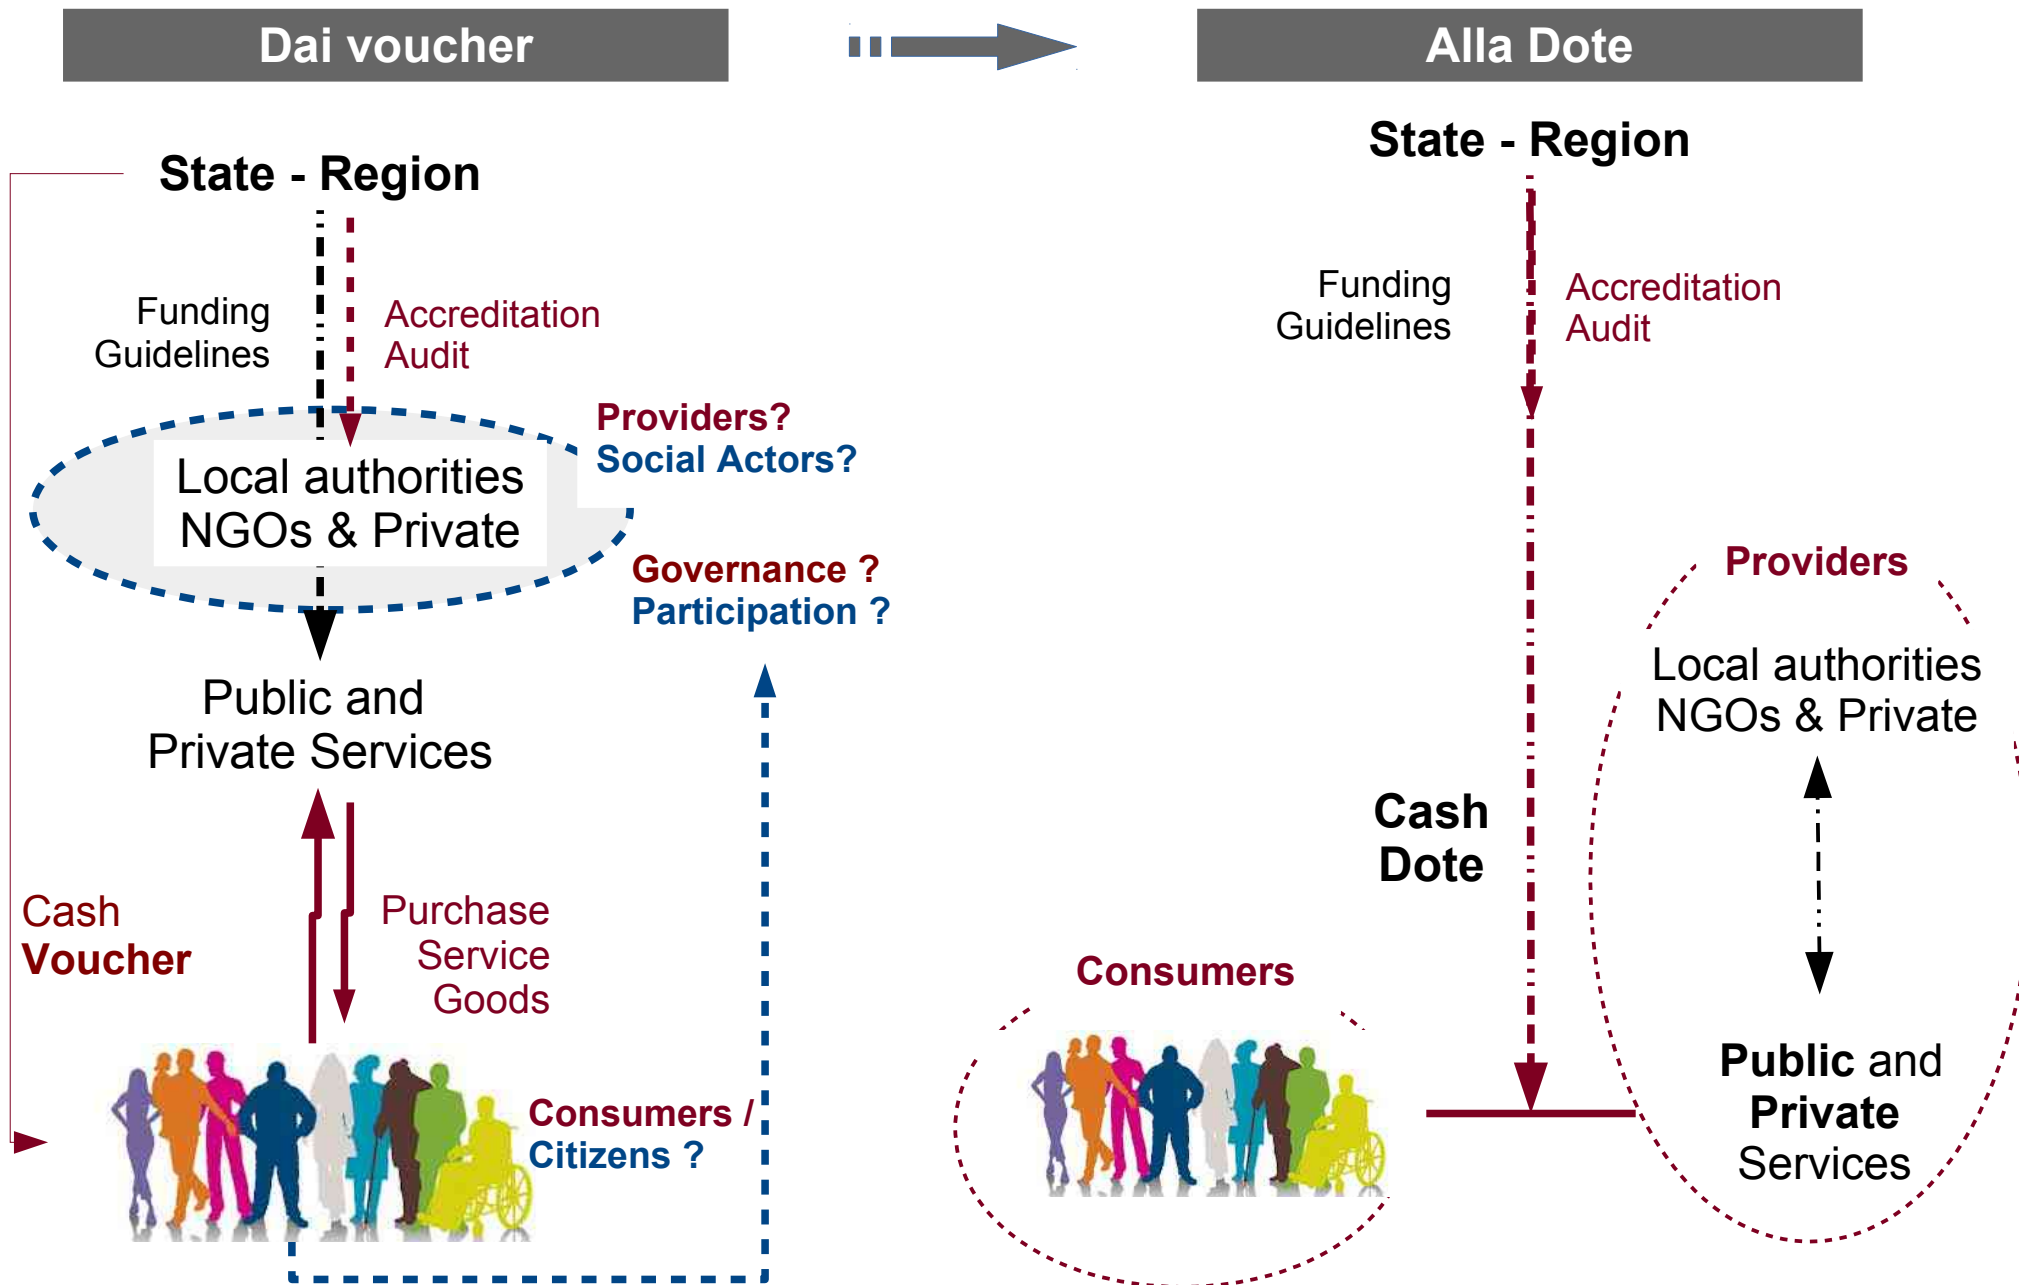 Dai voucher
Alla Dote
State - Region
Funding
Guidelines
Accreditation
Audit
Providers?
Social Actors?
Local authorities
NGOs & Private
Governance ?
Participation ?
Public and
Private Services
Cash
Voucher
Purchase
Service
Goods
Consumers /
Citizens ?
State - Region
Funding
Guidelines
Accreditation
Audit
Providers
Local authorities
NGOs & Private
Cash
Dote
Consumers
Public and
Private
Services